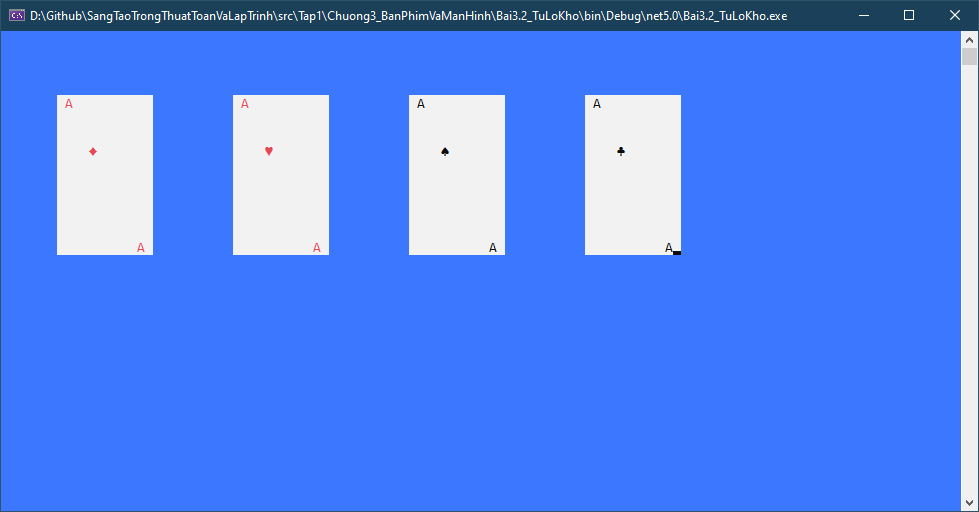 D:\Github\SangTaoTrongThuatToanVaLapTrinh\src\Tap1\Chuong3_BanPhimVaManHinh\Bai3.2_TuLoKho\bin\Debug\net5.0\Bai3.2_TuLoKho.exe
A A A A
♦ ♥ ♠ ♣
A A A A